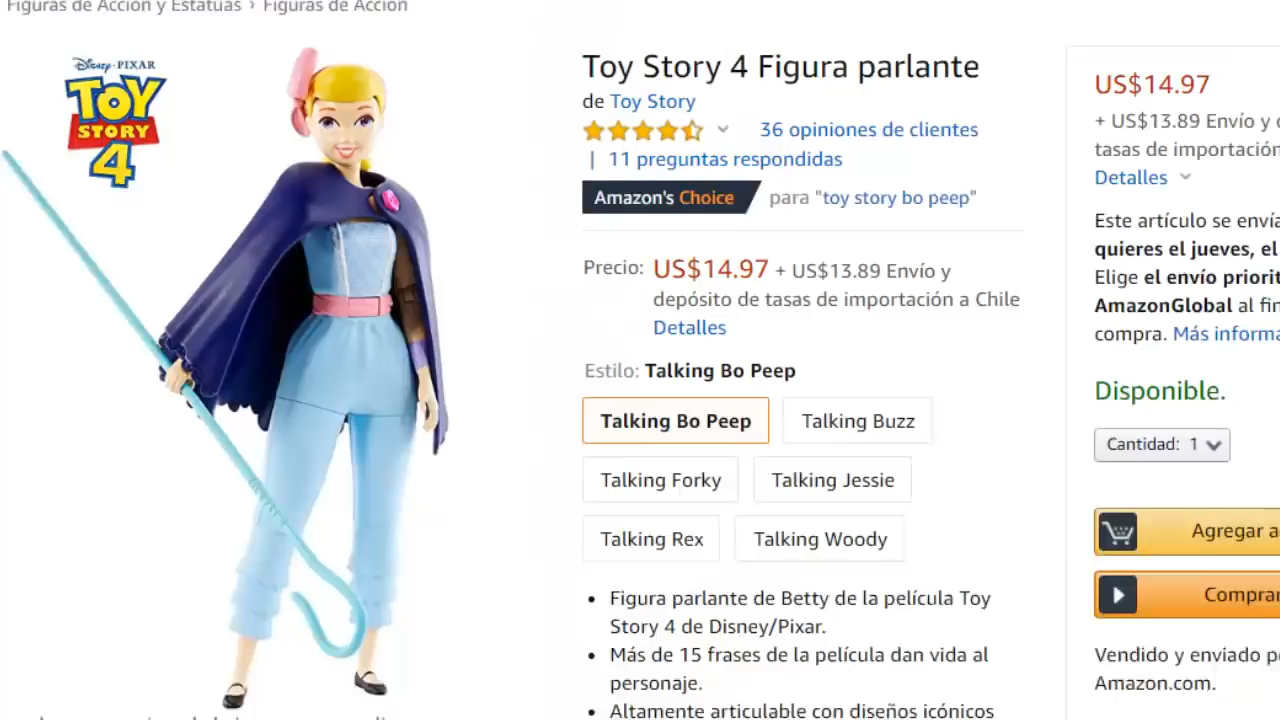 Figuras de Acción y Estatuas › Figuras de Acción
Disney · PIXAR
TOY
STORY
4
Toy Story 4 Figura parlante
de Toy Story
36 opiniones de clientes
| 11 preguntas respondidas
Amazon's Choice para "toy story bo peep"
Precio: US$14.97 + US$13.89 Envío y
depósito de tasas de importación a Chile
Detalles
Estilo: Talking Bo Peep
Talking Bo Peep Talking Buzz
Talking Forky Talking Jessie
Talking Rex Talking Woody
• Figura parlante de Betty de la película Toy
Story 4 de Disney/Pixar.
• Más de 15 frases de la película dan vida al
personaje.
• Altamente articulable con diseños icónicos
US$14.97
+ US$13.89 Envío y
tasas de importación
Detalles
Este artículo se envía
quieres el jueves, el
Elige el envío priorit
AmazonGlobal al fin
compra. Más informa
Disponible.
Cantidad: 1
Agregar a
Comprar
Vendido y enviado po
Amazon.com.